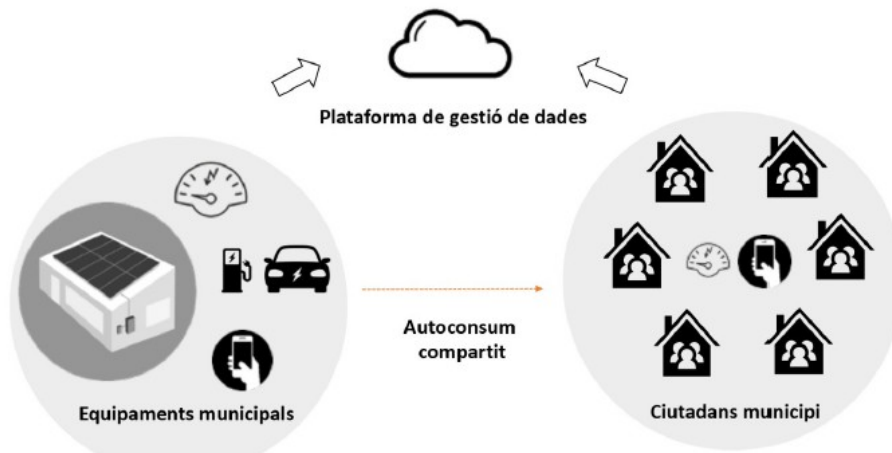 Plataforma de gestió de dades
Autoconsum
compartit
Equipaments municipals
Ciutadans municipi